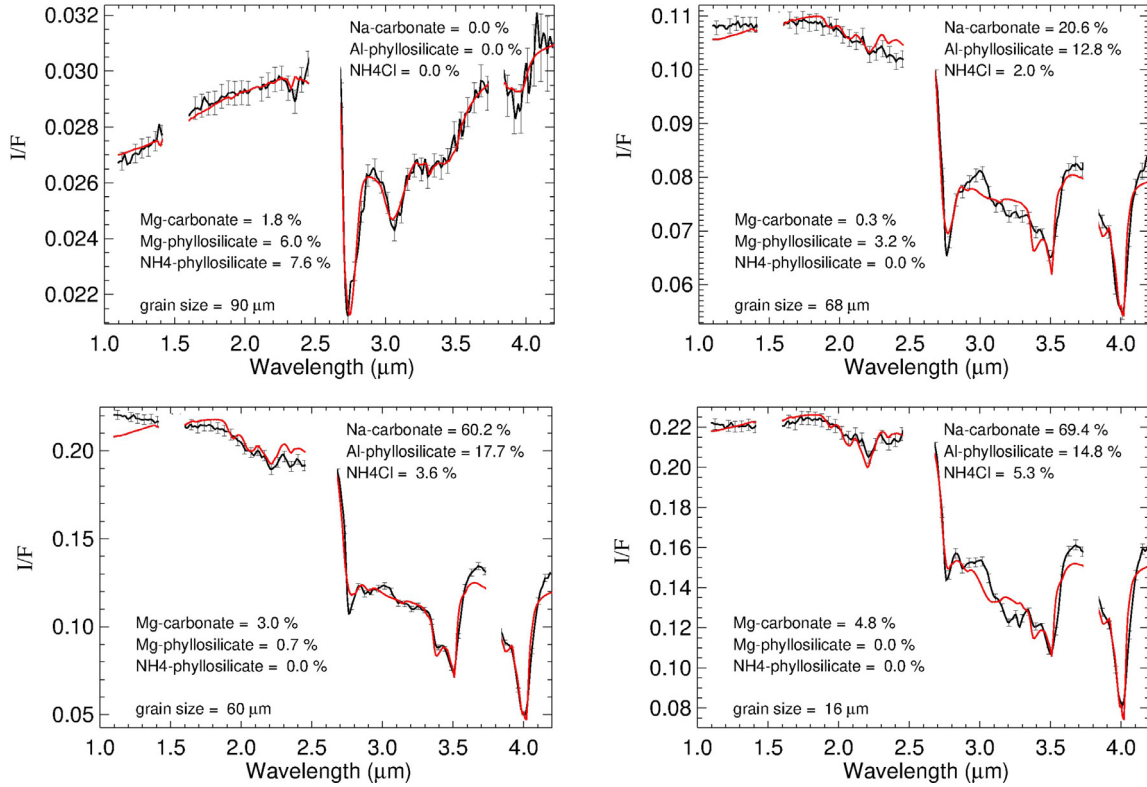 0.032
0.030
0.028
0.026
0.024
0.022
I/F
Na-carbonate = 0.0 %
Al-phyllosilicate = 0.0 %
NH4Cl = 0.0 %
Mg-carbonate = 1.8 %
Mg-phyllosilicate = 6.0 %
NH4-phyllosilicate = 7.6 %
grain size = 90 μm
1.0 1.5 2.0 2.5 3.0 3.5 4.0
Wavelength (μm)
0.11
0.10
0.09
0.08
0.07
0.06
I/F
Na-carbonate = 20.6 %
Al-phyllosilicate = 12.8 %
NH4Cl = 2.0 %
Mg-carbonate = 0.3 %
Mg-phyllosilicate = 3.2 %
NH4-phyllosilicate = 0.0 %
grain size = 68 μm
1.0 1.5 2.0 2.5 3.0 3.5 4.0
Wavelength (μm)
0.20
0.15
0.10
0.05
I/F
Na-carbonate = 60.2 %
Al-phyllosilicate = 17.7 %
NH4Cl = 3.6 %
Mg-carbonate = 3.0 %
Mg-phyllosilicate = 0.7 %
NH4-phyllosilicate = 0.0 %
grain size = 60 μm
1.0 1.5 2.0 2.5 3.0 3.5 4.0
Wavelength (μm)
0.22
0.20
0.18
0.16
0.14
0.12
0.10
0.08
I/F
Na-carbonate = 69.4 %
Al-phyllosilicate = 14.8 %
NH4Cl = 5.3 %
Mg-carbonate = 4.8 %
Mg-phyllosilicate = 0.0 %
NH4-phyllosilicate = 0.0 %
grain size = 16 μm
1.0 1.5 2.0 2.5 3.0 3.5 4.0
Wavelength (μm)